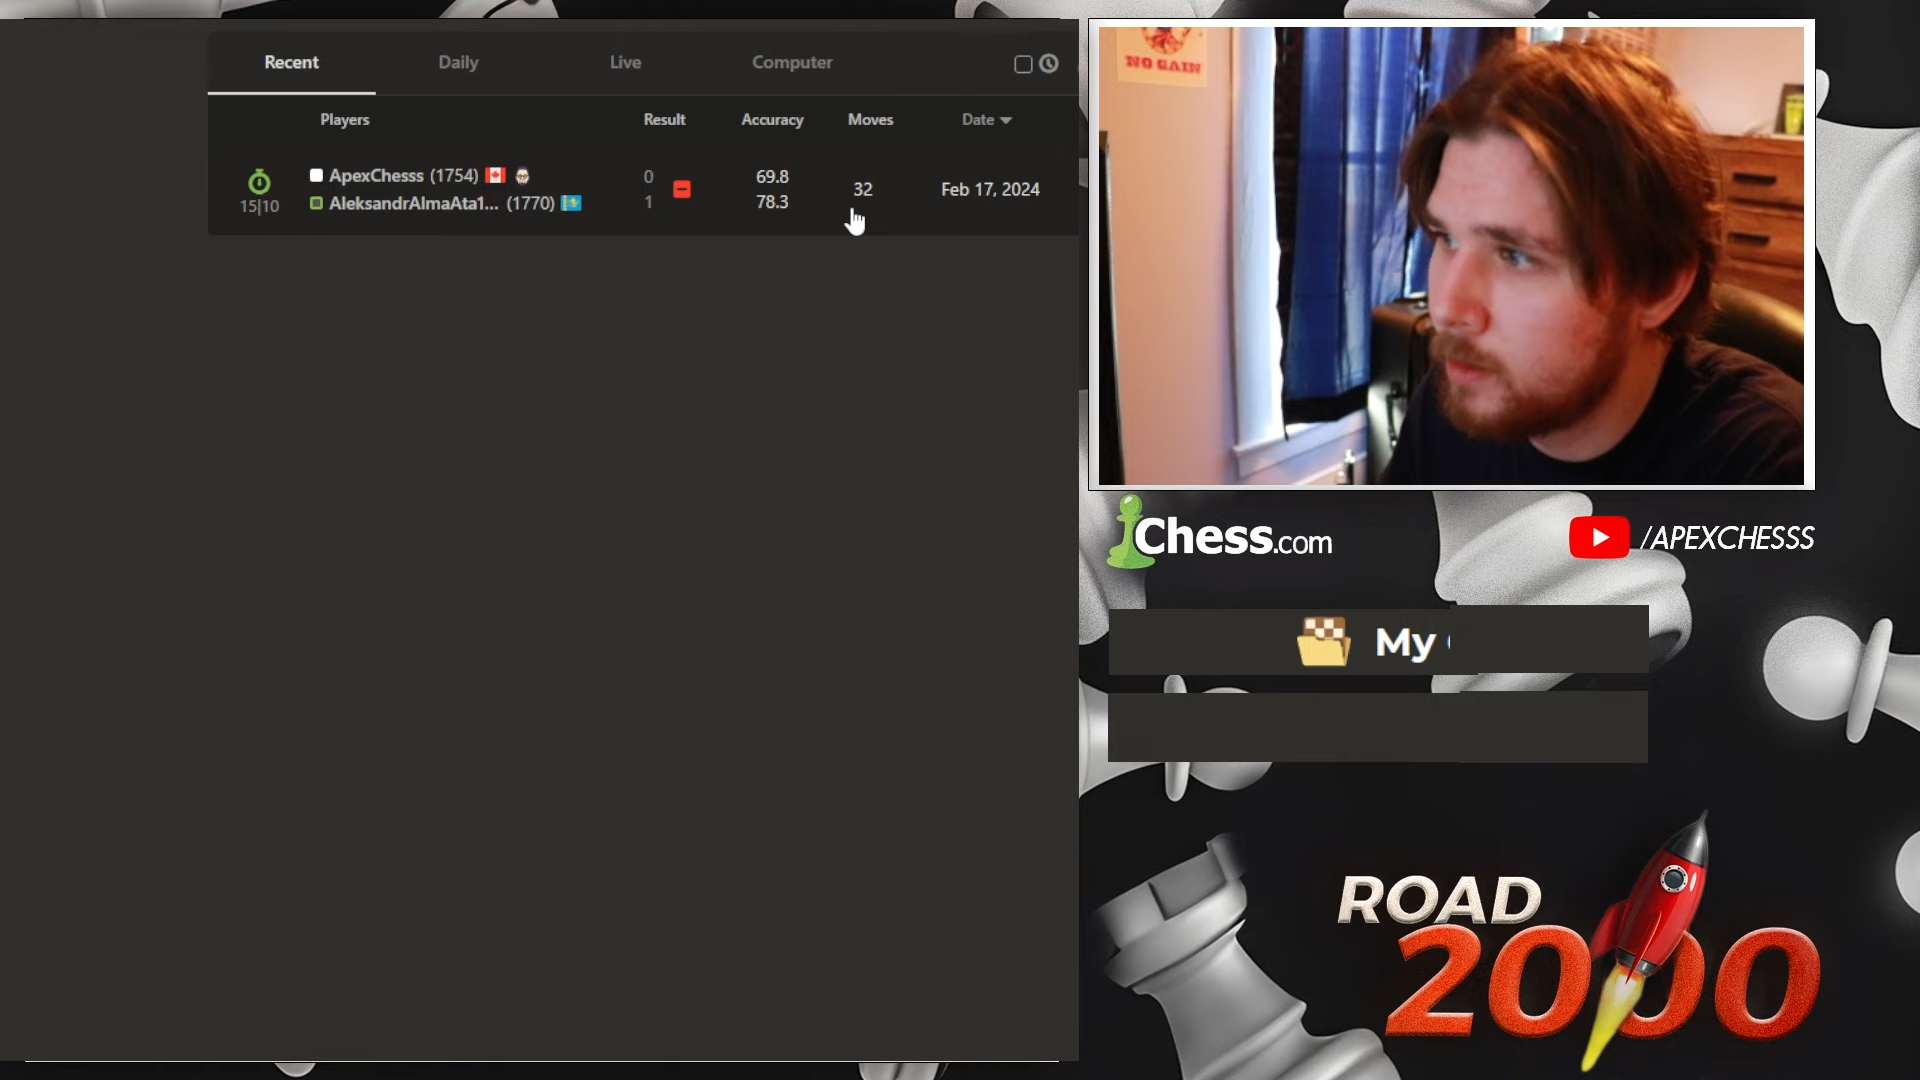 Recent Daily Live Computer
Players Result Accuracy Moves Date
ApexChesss (1754) 0 69.8
15|10 AleksandrAlmaAta1... (1770) 1 78.3 32 Feb 17, 2024
NO GAIN
Chess.com
/APEXCHESSS
My
ROAD
2000